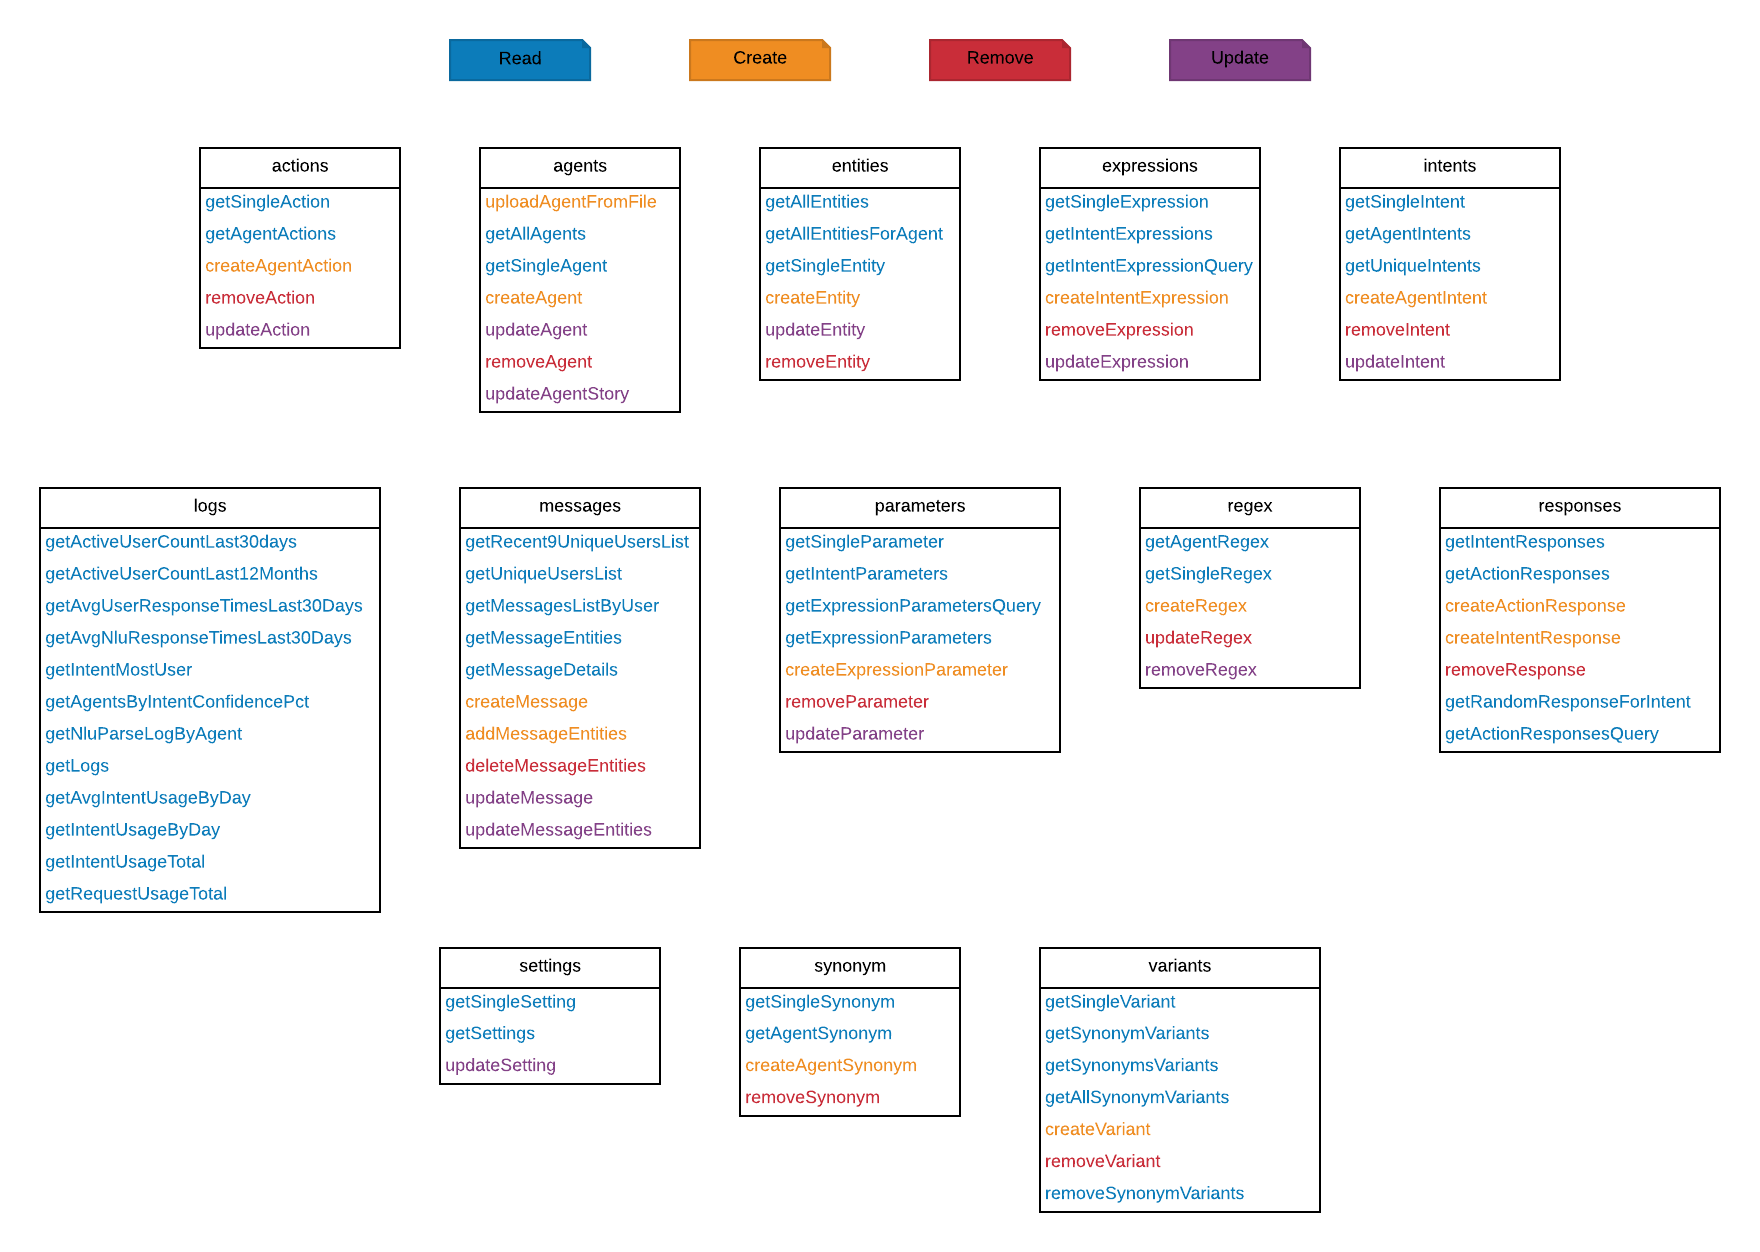 Read
Create
Remove
Update
actions
getSingleAction
getAgentActions
createAgentAction
removeAction
updateAction
agents
uploadAgentFromFile
getAllAgents
getSingleAgent
createAgent
updateAgent
removeAgent
updateAgentStory
entities
getAllEntities
getAllEntitiesForAgent
getSingleEntity
createEntity
updateEntity
removeEntity
expressions
getSingleExpression
getIntentExpressions
getIntentExpressionQuery
createIntentExpression
removeExpression
updateExpression
intents
getSingleIntent
getAgentIntents
getUniqueIntents
createAgentIntent
removeIntent
updateIntent
logs
getActiveUserCountLast30days
getActiveUserCountLast12Months
getAvgUserResponseTimesLast30Days
getAvgNluResponseTimesLast30Days
getIntentMostUser
getAgentsByIntentConfidencePct
getNluParseLogByAgent
getLogs
getAvgIntentUsageByDay
getIntentUsageByDay
getIntentUsageTotal
getRequestUsageTotal
messages
getRecent9UniqueUsersList
getUniqueUsersList
getMessagesListByUser
getMessageEntities
getMessageDetails
createMessage
addMessageEntities
deleteMessageEntities
updateMessage
updateMessageEntities
parameters
getSingleParameter
getIntentParameters
getExpressionParametersQuery
getExpressionParameters
createExpressionParameter
removeParameter
updateParameter
regex
getAgentRegex
getSingleRegex
createRegex
updateRegex
removeRegex
responses
getIntentResponses
getActionResponses
createActionResponse
createIntentResponse
removeResponse
getRandomResponseForIntent
getActionResponsesQuery
settings
getSingleSetting
getSettings
updateSetting
synonym
getSingleSynonym
getAgentSynonym
createAgentSynonym
removeSynonym
variants
getSingleVariant
getSynonymVariants
getSynonymsVariants
getAllSynonymVariants
createVariant
removeVariant
removeSynonymVariants